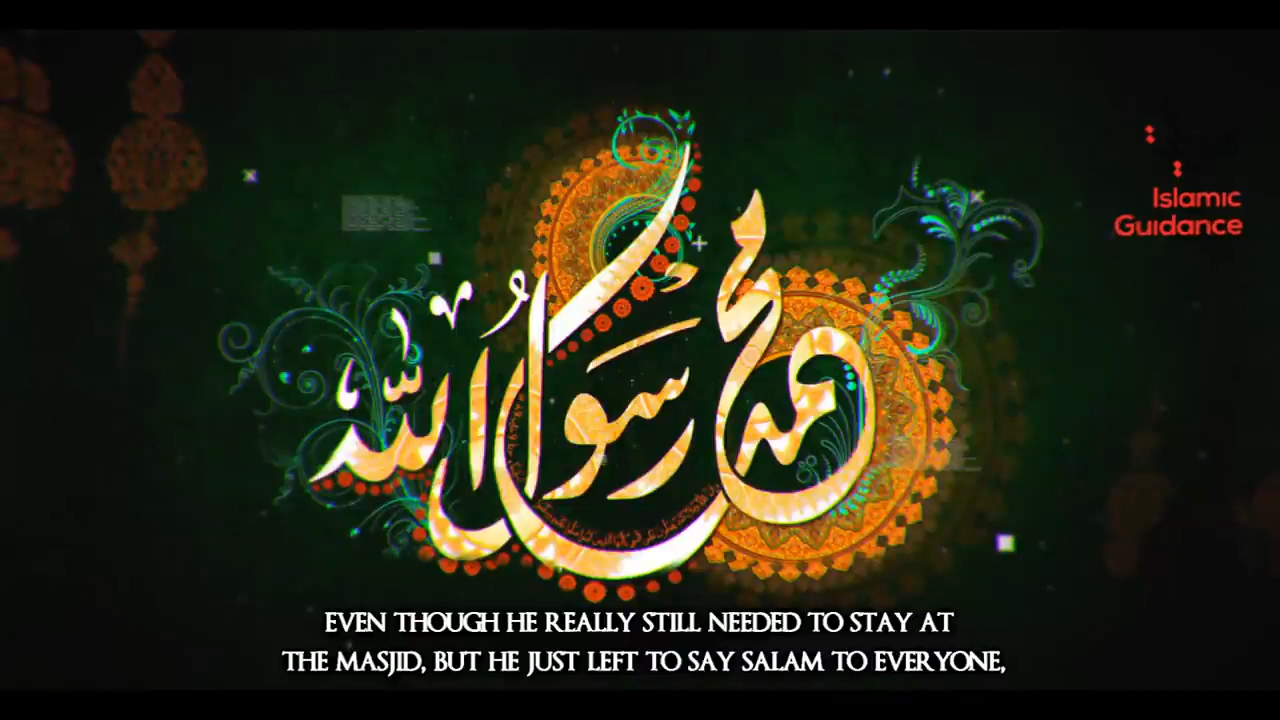 محمد رسول الله
Islamic
Guidance
EVEN THOUGH HE REALLY STILL NEEDED TO STAY AT
THE MASJID, BUT HE JUST LEFT TO SAY SALAM TO EVERYONE,